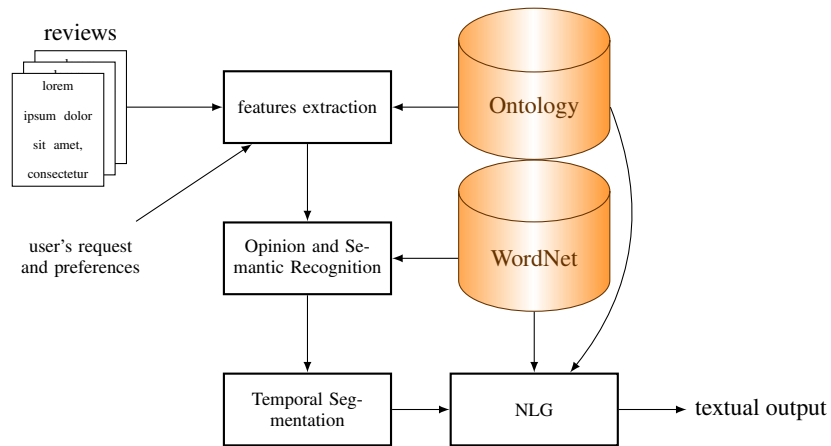 reviews
lorem
ipsum dolor
sit amet,
consectetur
features extraction
Ontology
user's request
and preferences
Opinion and Se-
mantic Recognition
WordNet
Temporal Seg-
mentation
NLG
textual output